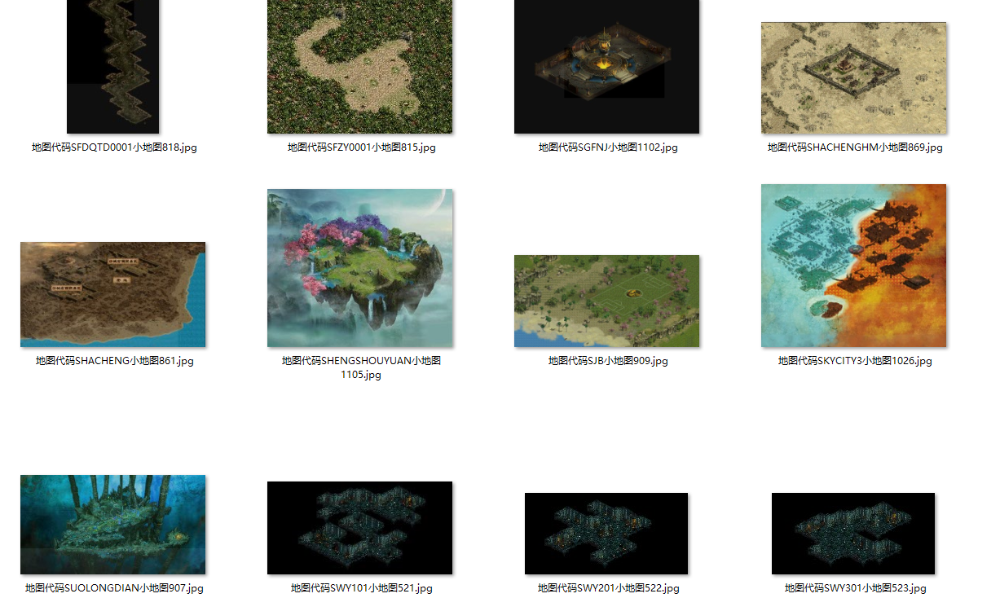 地图代码SFDQTD0001小地图818.jpg
地图代码SFZY0001小地图815.jpg
地图代码SGFNJ小地图1102.jpg
地图代码SHACHENGHM小地图869.jpg
地图代码SHACHENG小地图861.jpg
地图代码SHENGSHOUYUAN小地图
1105.jpg
地图代码SJB小地图909.jpg
地图代码SKYCITY3小地图1026.jpg
地图代码SUOLONGDIAN小地图907.jpg
地图代码SWY101小地图521.jpg
地图代码SWY201小地图522.jpg
地图代码SWY301小地图523.jpg